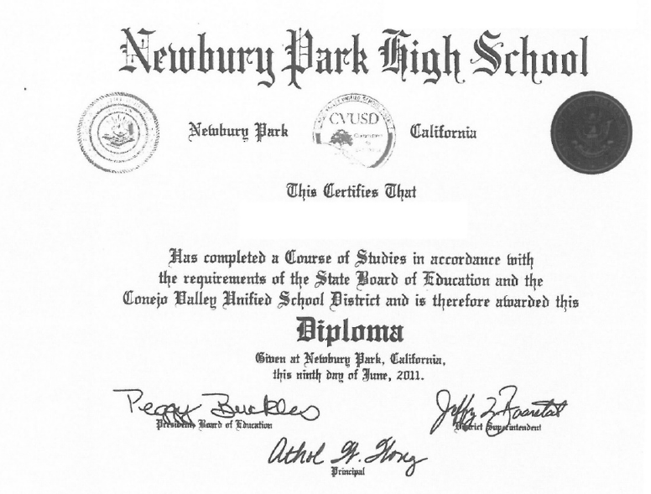 Newbury Park High School
Newbury Park CVUSD California
This Certifies That
Has completed a Course of Studies in accordance with
the requirements of the State Board of Education and the
Conejo Valley Unified School District and is therefore awarded this
Diploma
Given at Newbury Park, California,
this ninth day of June, 2011.
Peggy Buckles
President, Board of Education
District Superintendent
Athol W. Wong
Principal